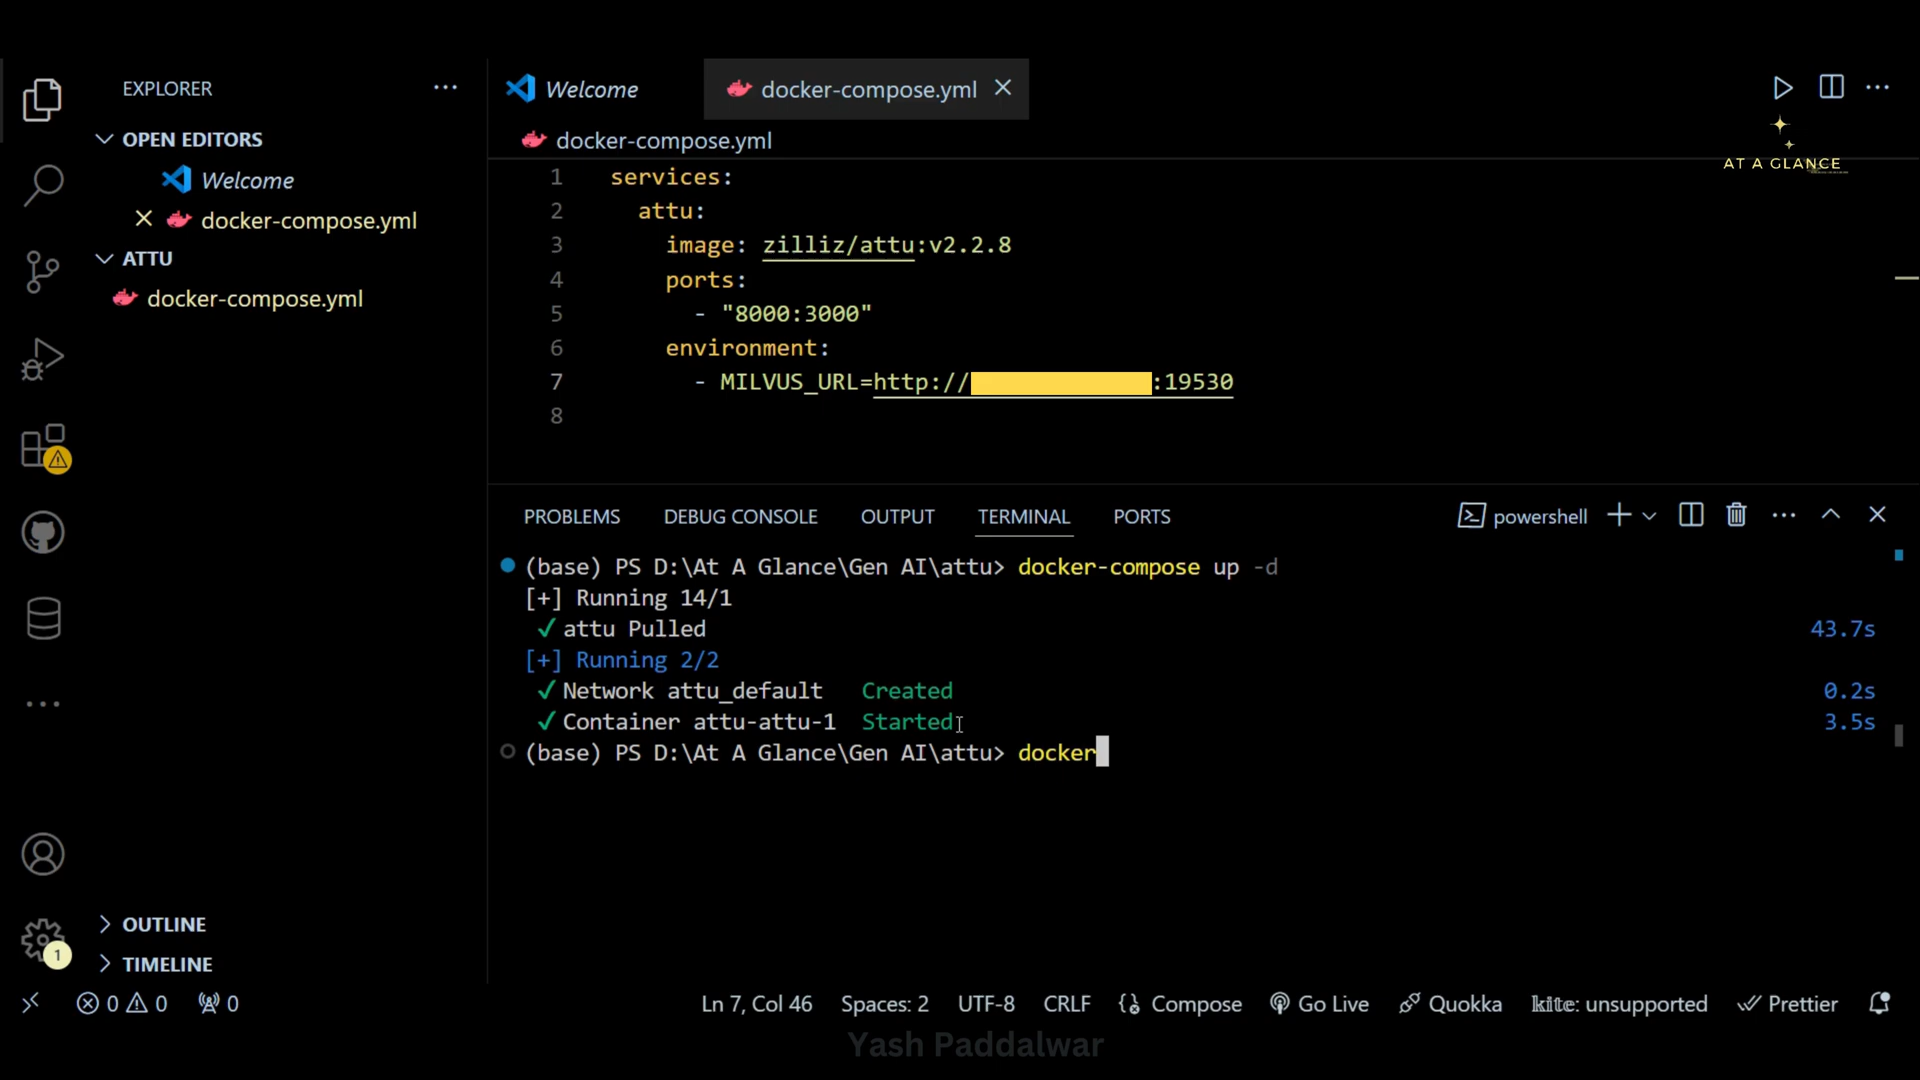 EXPLORER
OPEN EDITORS
Welcome
docker-compose.yml
ATTU
docker-compose.yml
OUTLINE
TIMELINE
1
Welcome
docker-compose.yml
docker-compose.yml
AT A GLANCE
1 services:
2 attu:
3 image: zilliz/attu:v2.2.8
4 ports:
5 - "8000:3000"
6 environment:
7 - MILVUS_URL=http:// :19530
8
PROBLEMS DEBUG CONSOLE OUTPUT TERMINAL PORTS powershell
(base) PS D:\At A Glance\Gen AI\attu> docker-compose up -d
[+] Running 14/1
✓ attu Pulled 43.7s
[+] Running 2/2
✓ Network attu_default Created 0.2s
✓ Container attu-attu-1 Started 3.5s
(base) PS D:\At A Glance\Gen AI\attu> docker
0 0 0 Ln 7, Col 46 Spaces: 2 UTF-8 CRLF Compose Go Live Quokka kite: unsupported Prettier
Yash Paddalwar